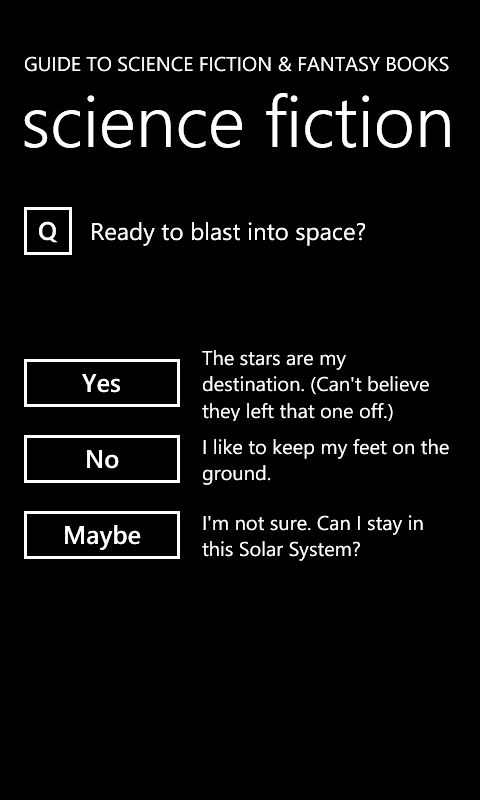 GUIDE TO SCIENCE FICTION & FANTASY BOOKS
science fiction
Q Ready to blast into space?
Yes
The stars are my
destination. (Can't believe
they left that one off.)
No
I like to keep my feet on the
ground.
Maybe
I'm not sure. Can I stay in
this Solar System?